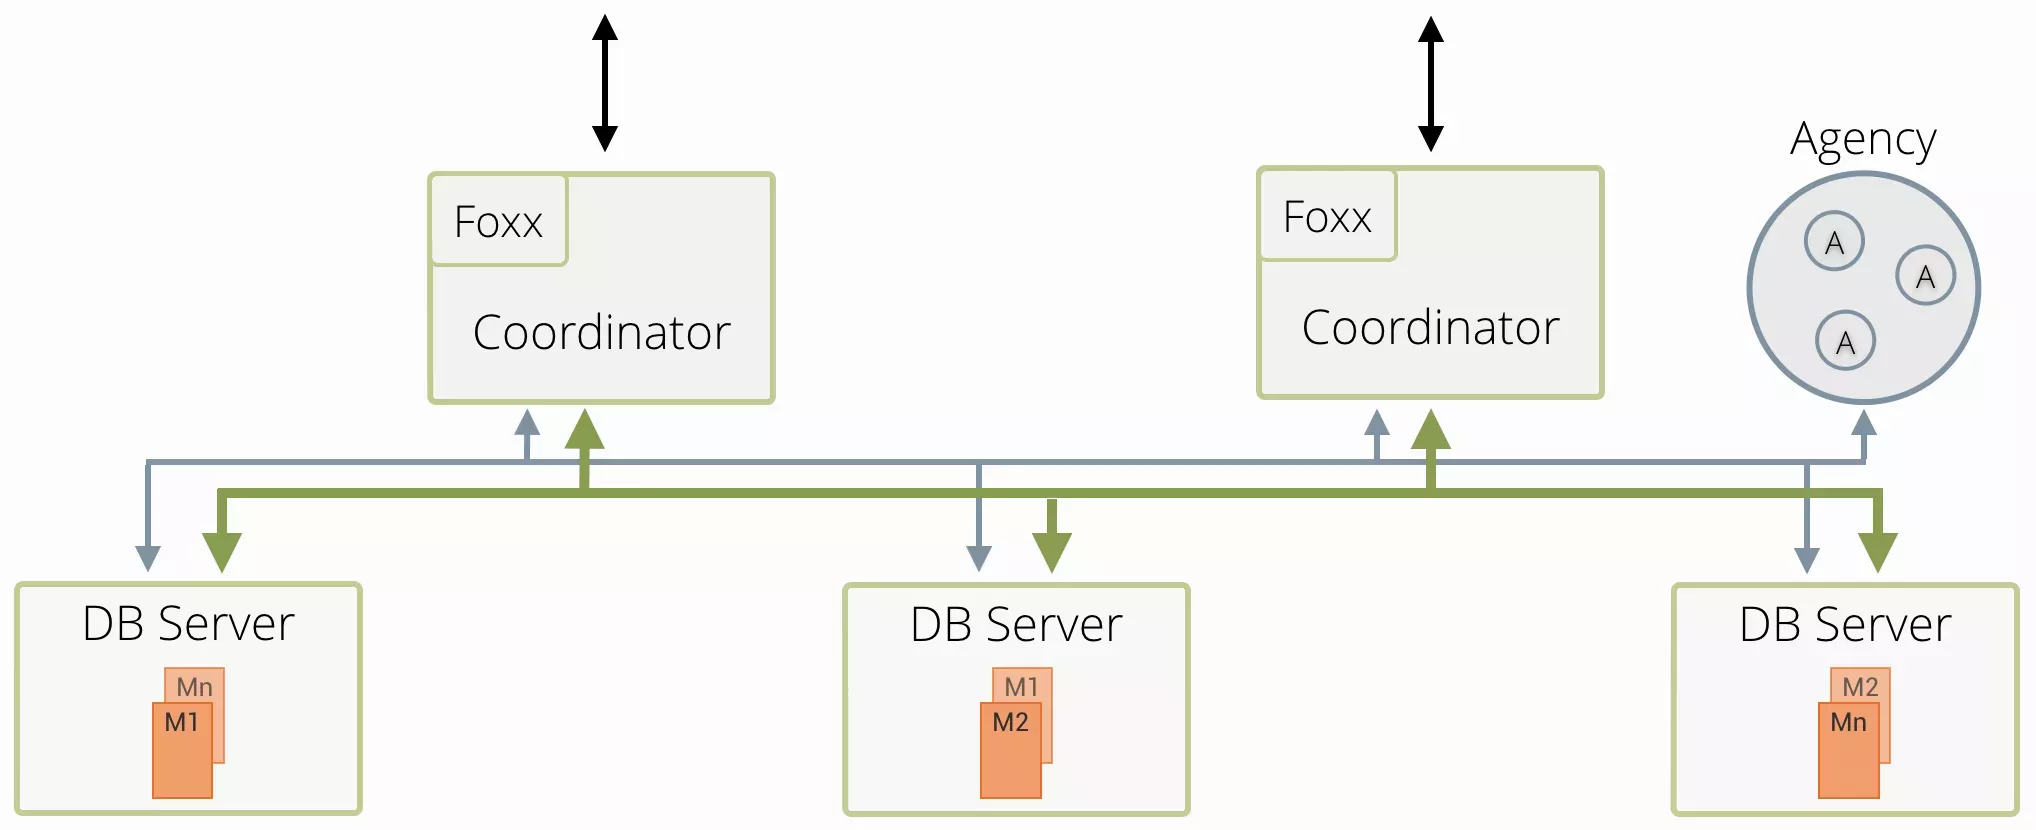 Agency
Foxx
Coordinator
Foxx
Coordinator
A
A
A
DB Server
Mn
M1
DB Server
M1
M2
DB Server
M2
Mn